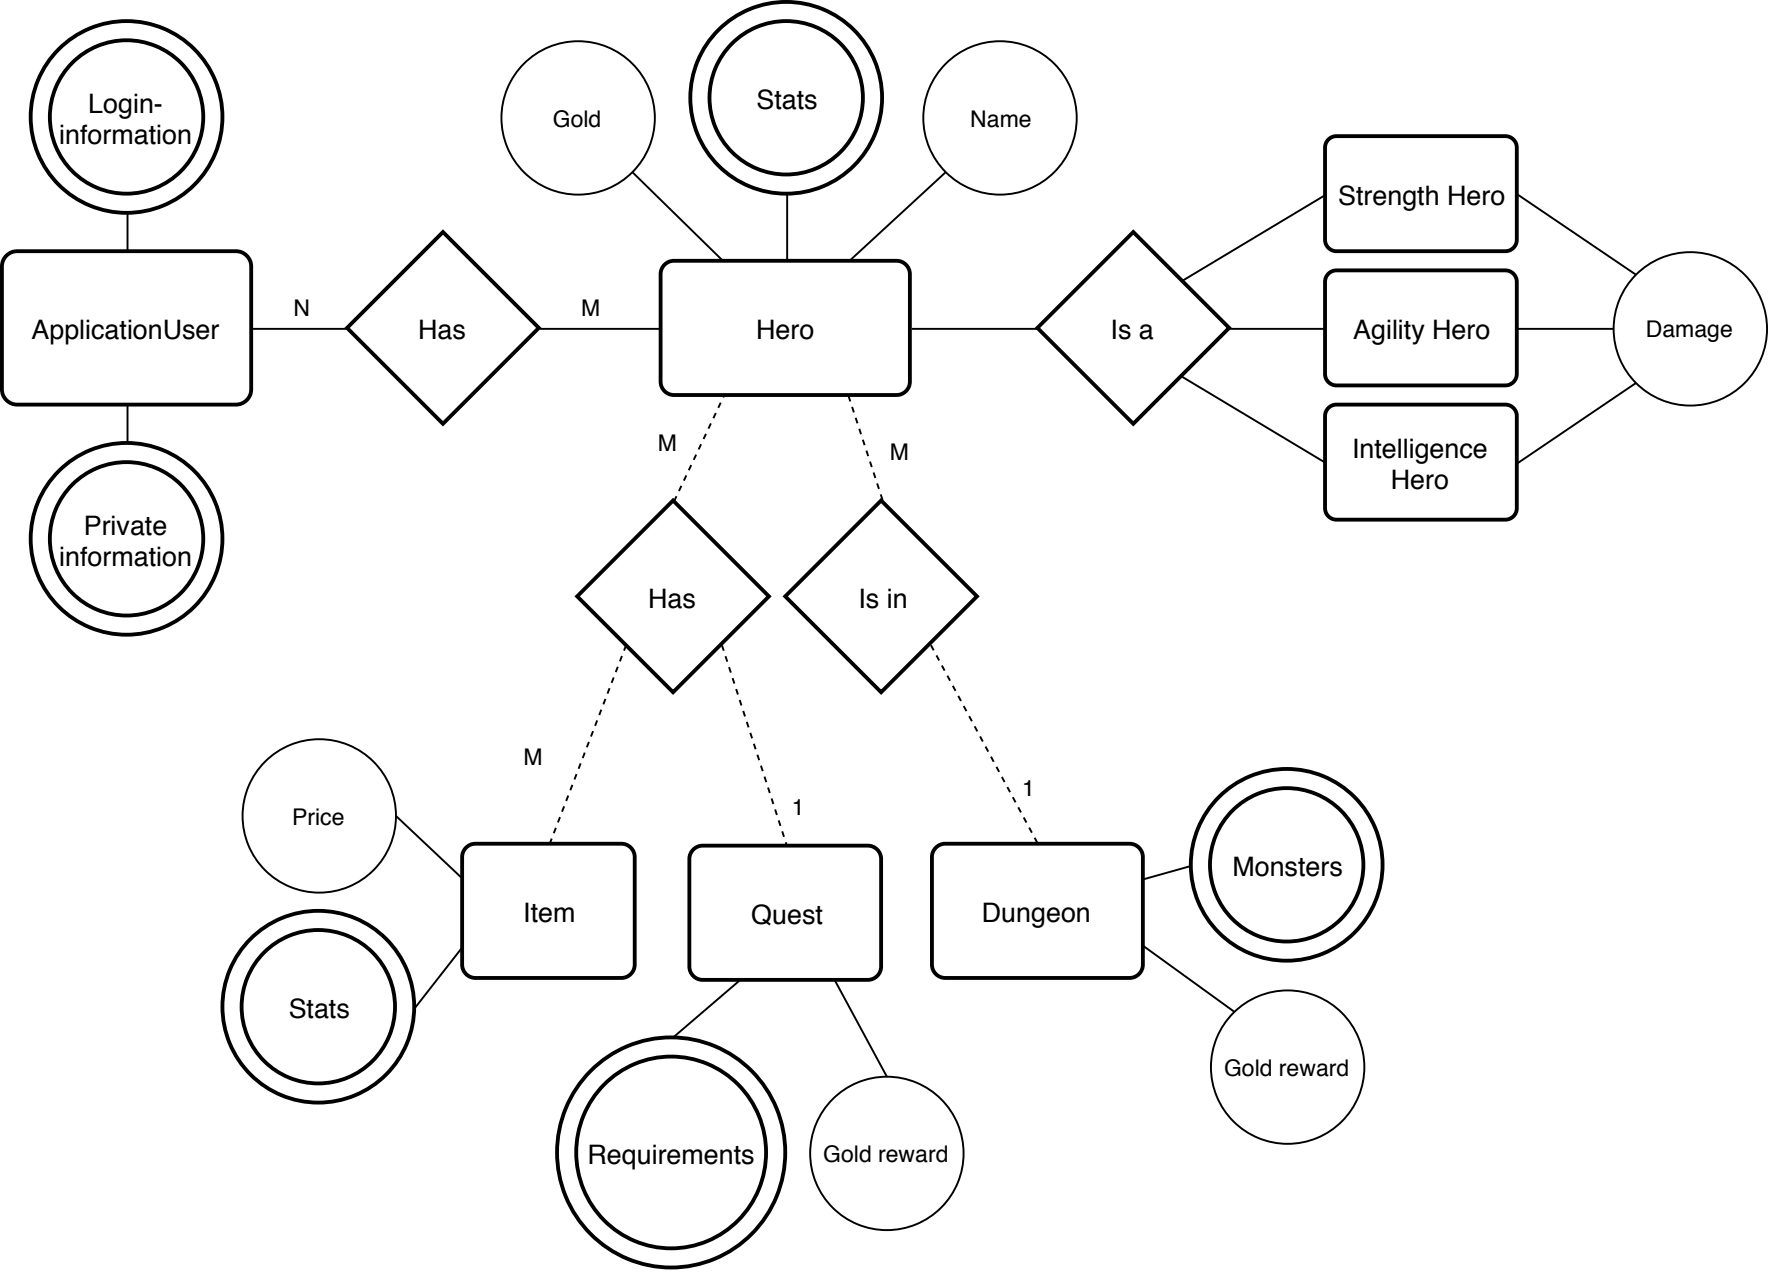 Login-
information
Gold
Stats
Name
Strength Hero
ApplicationUser
N
Has
M
Hero
Is a
Agility Hero
Damage
Intelligence
Hero
M
M
Private
information
Has
Is in
M
1
1
Price
Item
Quest
Dungeon
Monsters
Stats
Gold reward
Requirements
Gold reward